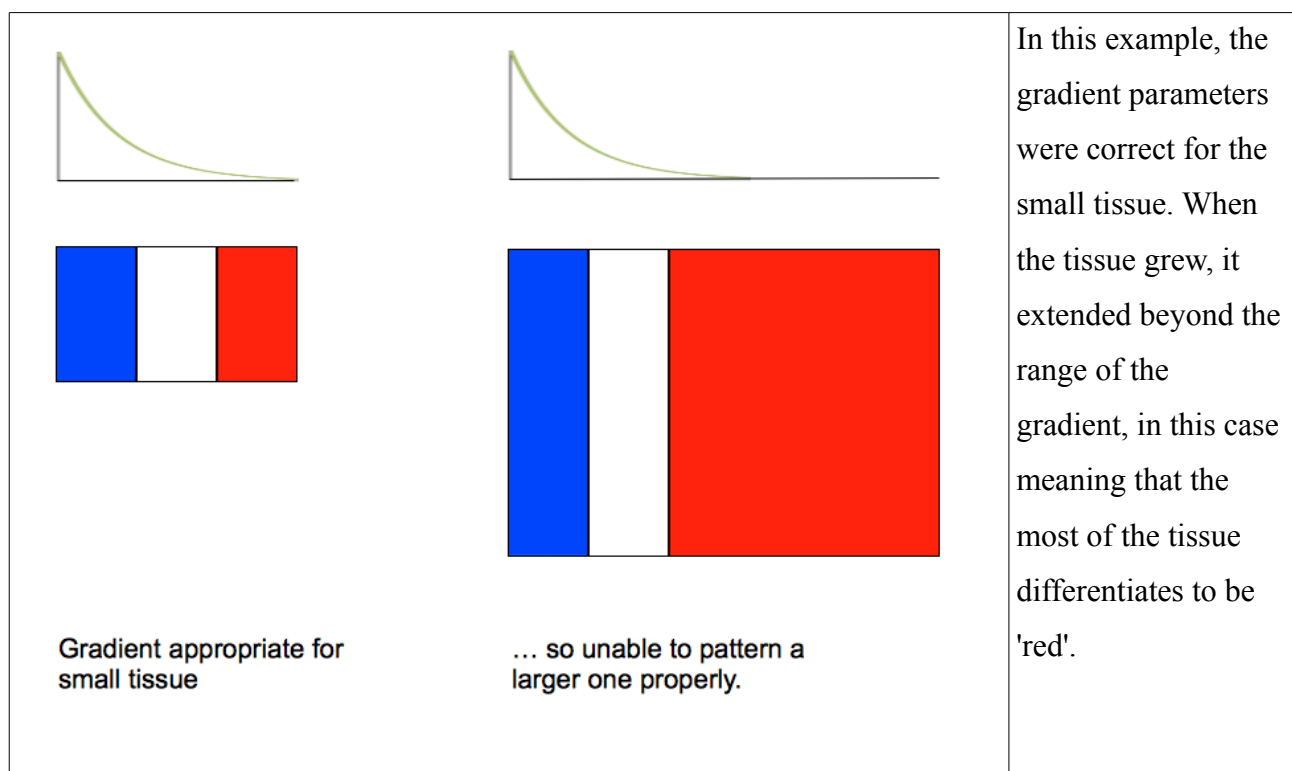 Gradient appropriate for
small tissue
… so unable to pattern a
larger one properly.
In this example, the
gradient parameters
were correct for the
small tissue. When
the tissue grew, it
extended beyond the
range of the
gradient, in this case
meaning that the
most of the tissue
differentiates to be
'red'.